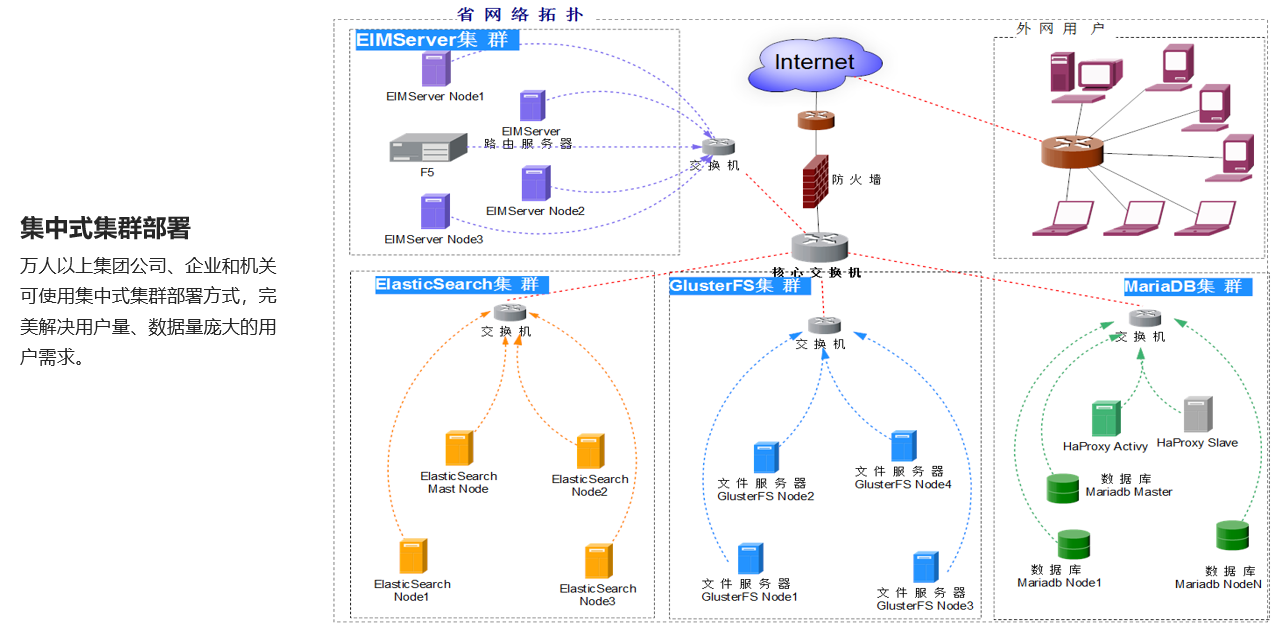 集中式集群部署
万人以上集团公司、企业和机关
可使用集中式集群部署方式，完
美解决用户量、数据量庞大的用
户需求。
省网络拓扑
EIMServer集群
EIMServer Node1
EIMServer
路由服务器
F5
EIMServer Node2
EIMServer Node3
交换机
Internet
防火墙
核心交换机
外网用户
ElasticSearch集群
交换机
ElasticSearch
Mast Node
ElasticSearch
Node2
ElasticSearch
Node1
ElasticSearch
Node3
GlusterFS集群
交换机
文件服务器
GlusterFS Node2
文件服务器
GlusterFS Node4
文件服务器
GlusterFS Node1
文件服务器
GlusterFS Node3
MariaDB集群
交换机
HaProxy Activy
HaProxy Slave
数据库
Mariadb Master
数据库
Mariadb Node1
数据库
Mariadb NodeN